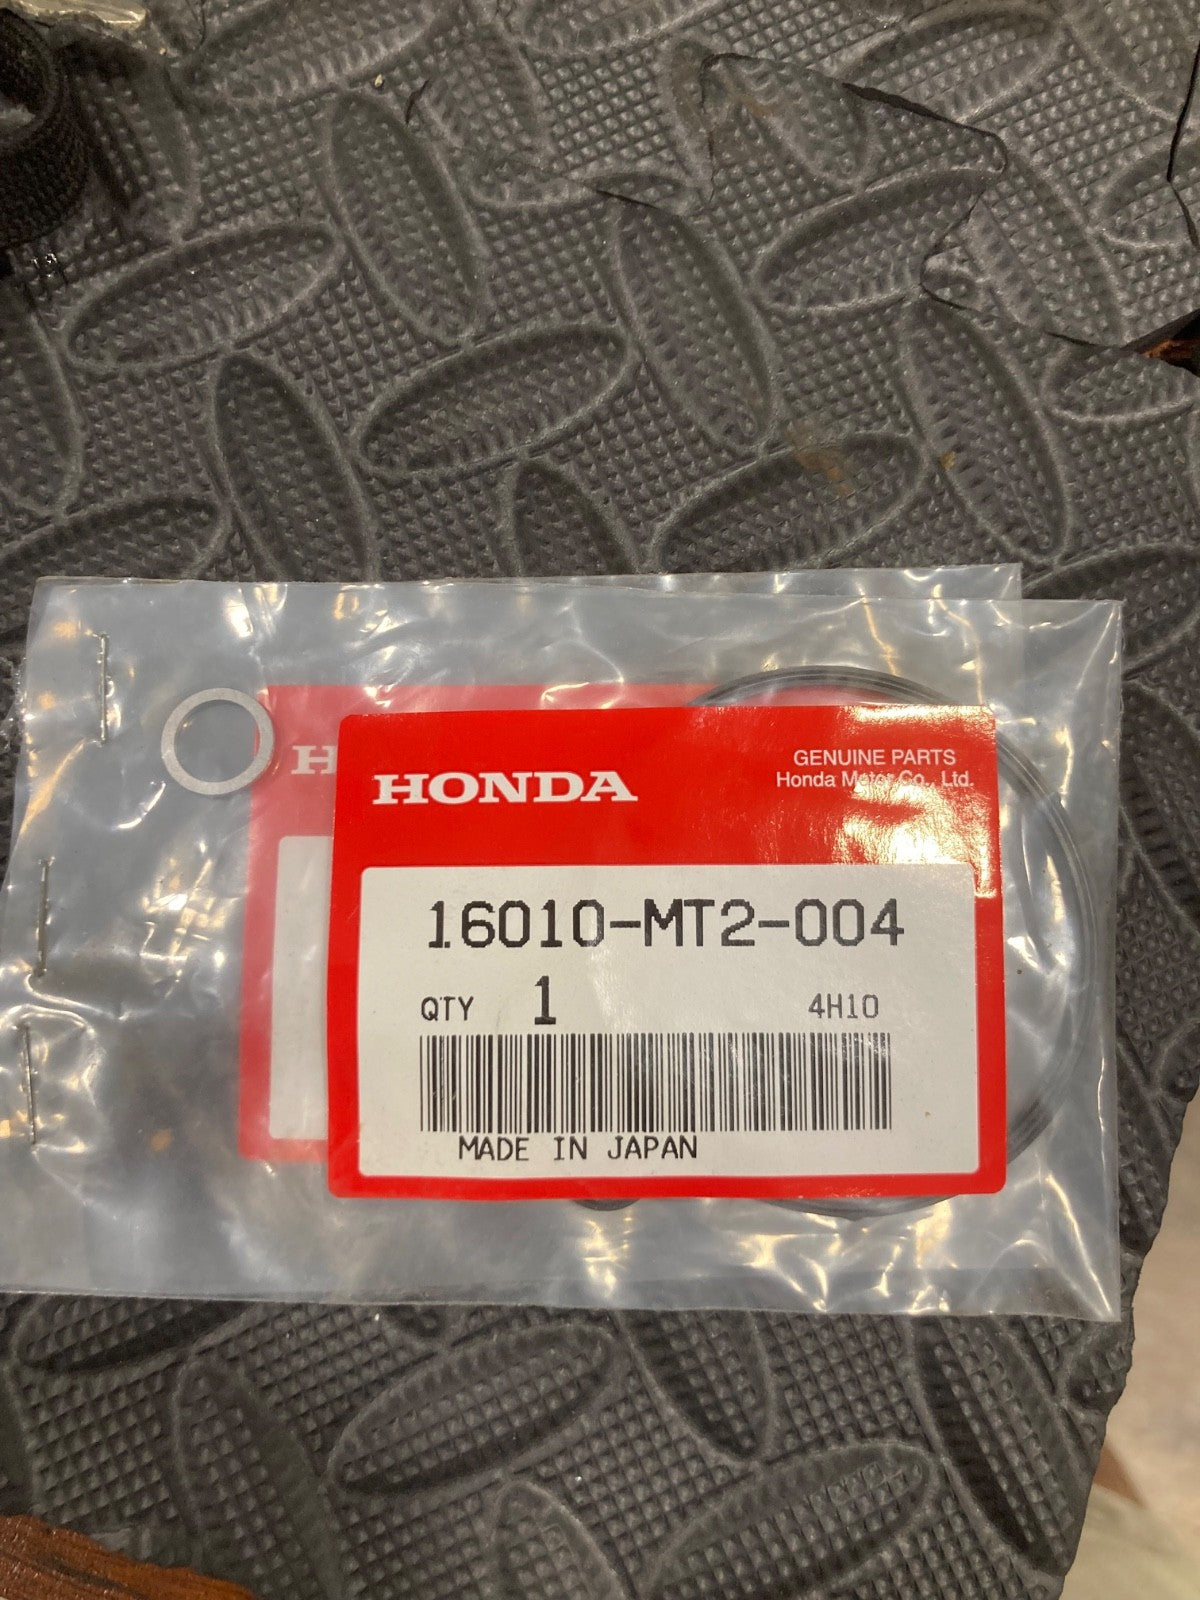 H
HONDA
GENUINE PARTS
Honda Motor Co., Ltd.
16010-MT2-004
QTY 1 4H10
MADE IN JAPAN